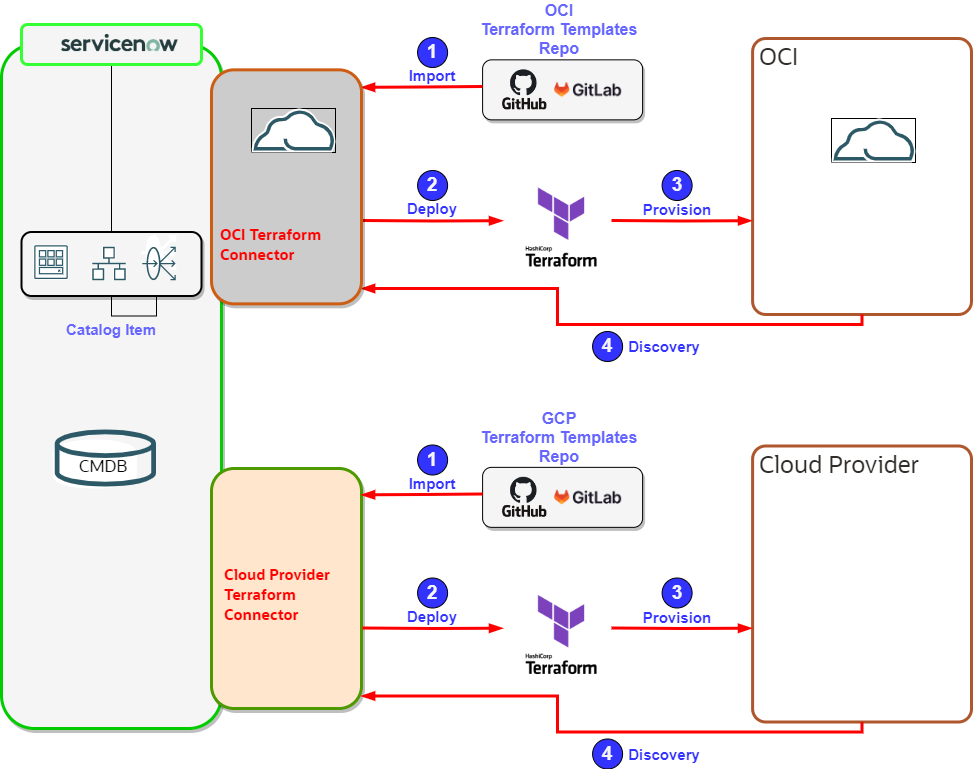 servicenow
OCI
Terraform Templates
Repo
1
Import
GitHub
GitLab
OCI
2
Deploy
3
Provision
OCI Terraform
Connector
HashiCorp
Terraform
Catalog Item
4
Discovery
CMDB
GCP
Terraform Templates
Repo
1
Import
GitHub
GitLab
Cloud Provider
Cloud Provider
Terraform
Connector
2
Deploy
3
Provision
HashiCorp
Terraform
4
Discovery